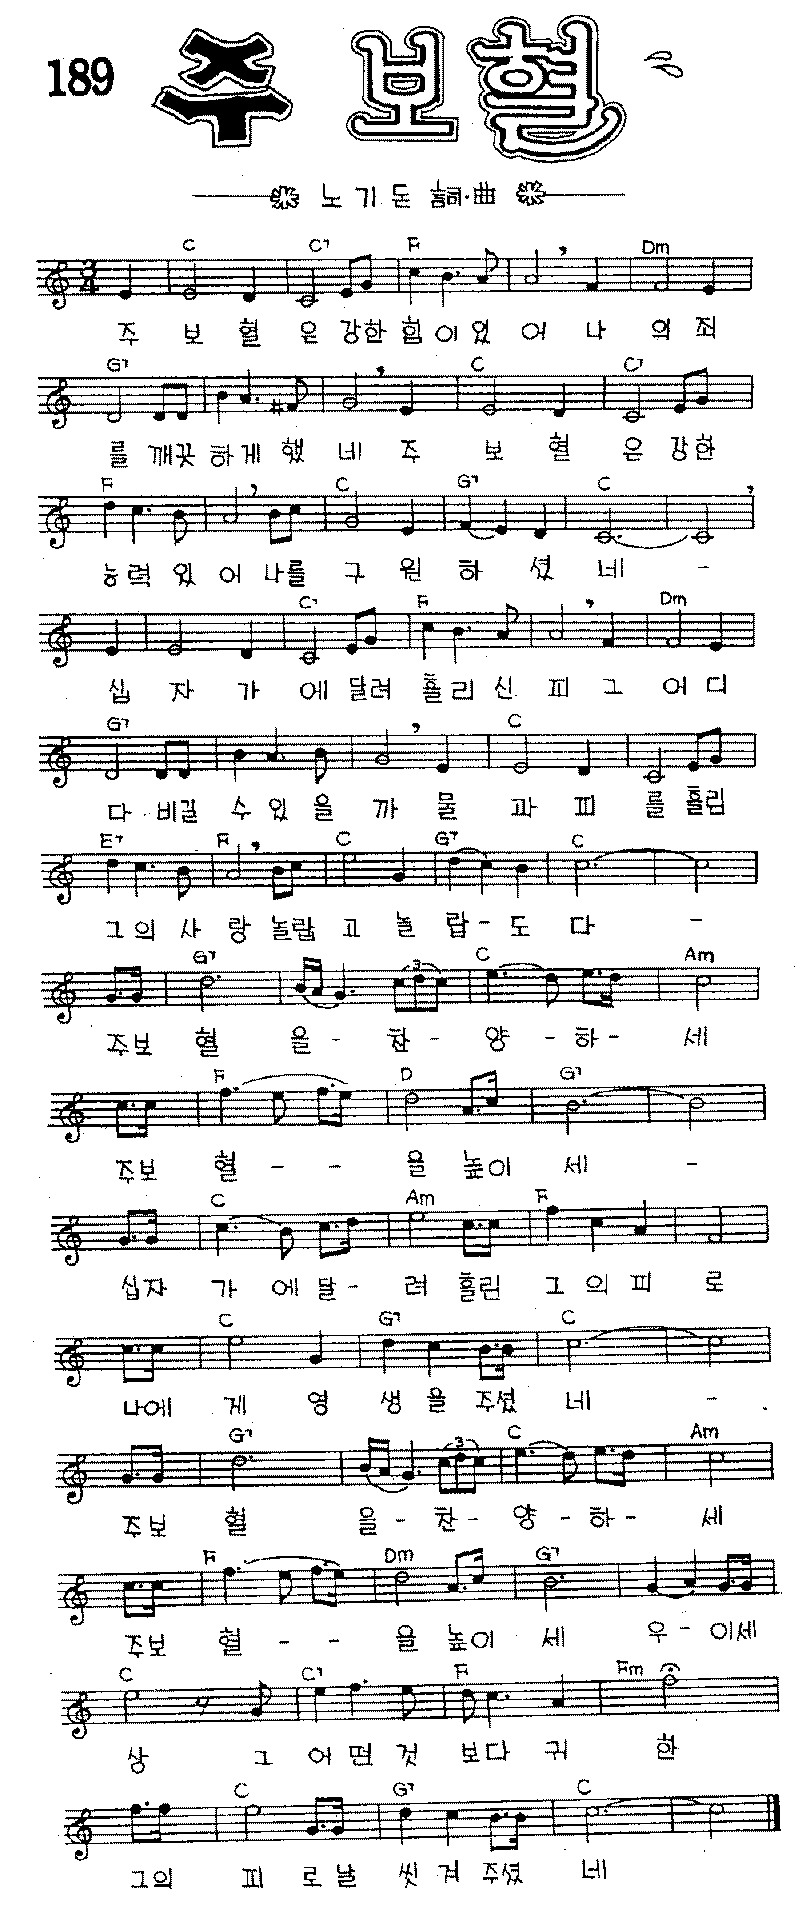 189 주 보혈
노 기 돈 詞·曲
C C7 F Dm
주 보 혈 은 강한 힘 이 있 어 나 의 죄
G7 C C7
를 깨끗 하 게 했 네 주 보 혈 은 강한
F C G7 C
능 력 있 어 나를 구 원 하 셨 네 -
C7 F Dm
십 자 가 에 달려 흘 리 신 피 그 어 디
G7 C
다 비길 수 있 을 까 물 과 피 를 흘림
E7 F C G7 C
그 의 사 랑 놀랍 고 놀 랍 - 도 다 -
G7 3 C Am
주보 혈 을 - 찬 - 양 - 하 - 세
F D G7
주보 혈 - - 을 높이 세 -
C Am F
십자 가 에 달 - 려 흘린 그 의 피 로
C G7 C
나에 게 영 생 을 주셨 네 -
G7 3 C Am
주보 혈 을 - 찬 - 양 - 하 - 세
F Dm G7
주보 혈 - - 을 높이 세 우 - 이세
C C7 F Fm
상 그 어 떤 것 보다 귀 한
C G7 C
그의 피 로 날 씻 겨 주셨 네